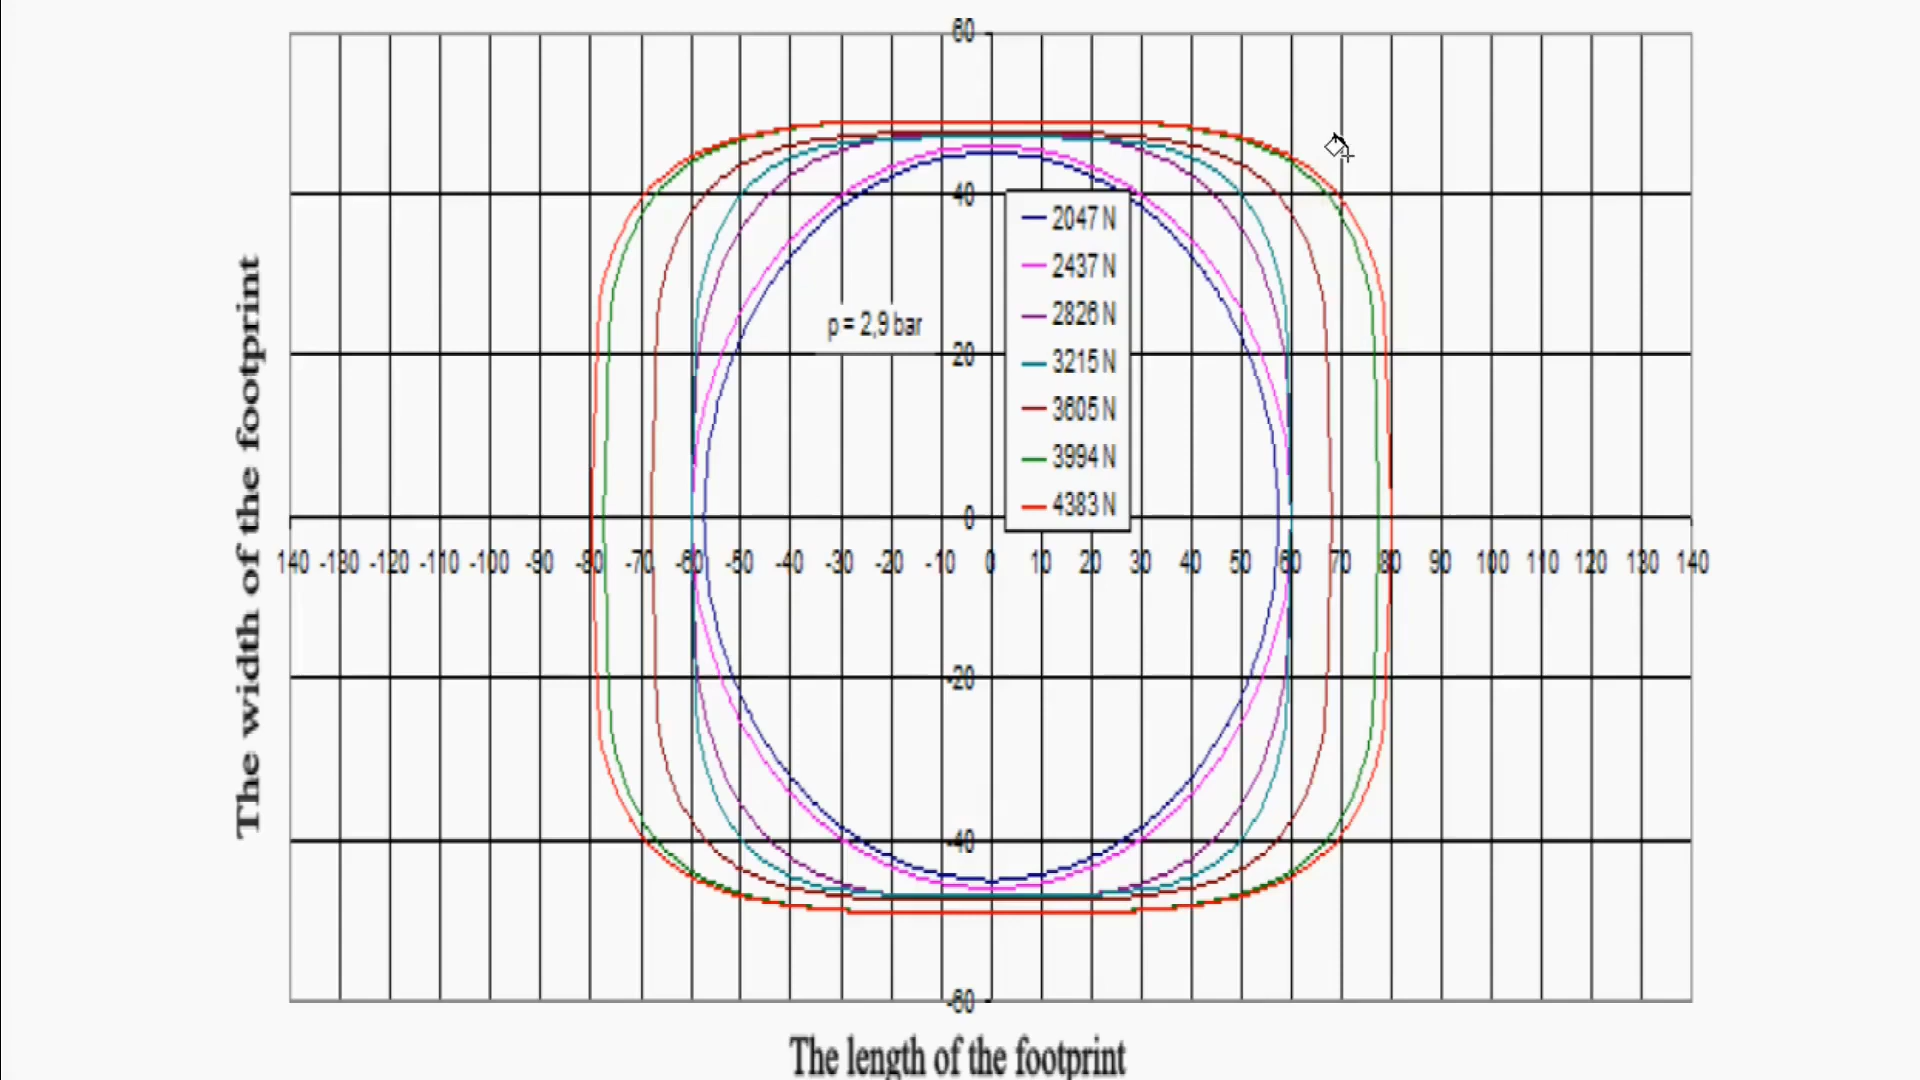 60
40
20
0
-20
-40
-60
140 -130 -120 -110 -100 -90 -80 -70 -60 -50 -40 -30 -20 -10 0 10 20 30 40 50 60 70 80 90 100 110 120 130 140
p = 2,9 bar
2047 N
2437 N
2826 N
3215 N
3605 N
3994 N
4383 N
The width of the footprint
The length of the footprint